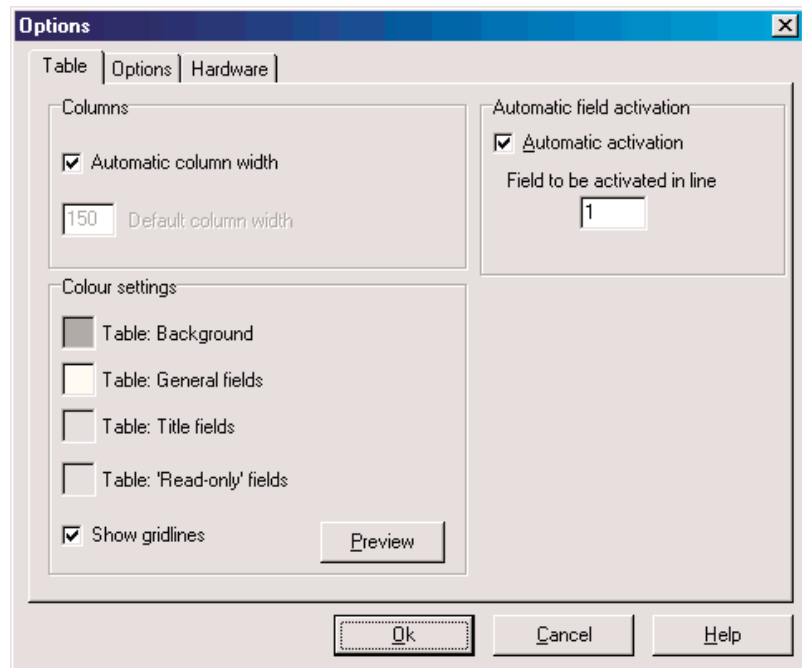 Options
Table Options Hardware
Columns
Automatic column width
150 Default column width
Automatic field activation
Automatic activation
Field to be activated in line
1
Colour settings
Table: Background
Table: General fields
Table: Title fields
Table: 'Read-only' fields
Show gridlines
Preview
Ok Cancel Help